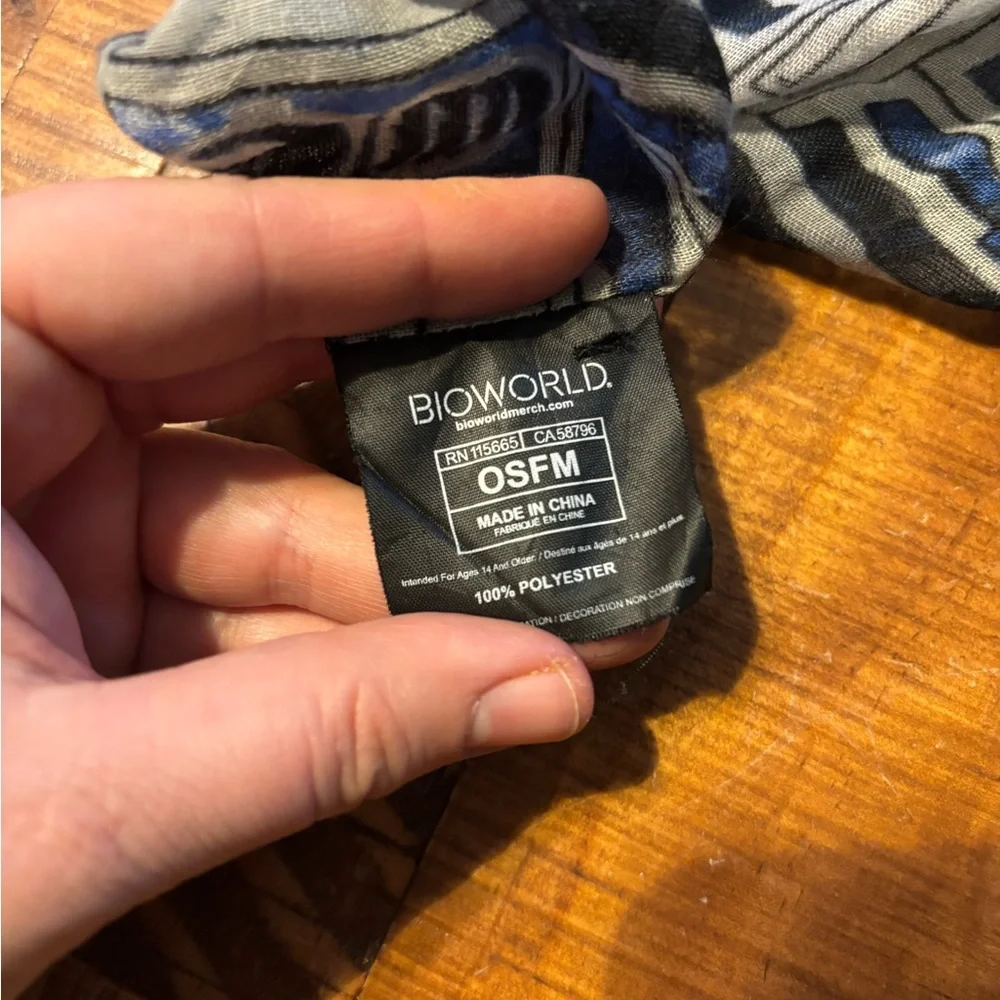 BIOWORLD®
bioworldmerch.com
RN 115665 CA 58796
OSFM
MADE IN CHINA
FABRIQUÉ EN CHINE
Intended For Ages 14 And Older. / Destiné aux âgés de 14 ans et plus.
100% POLYESTER
/ DECORATION NON COMPRISE